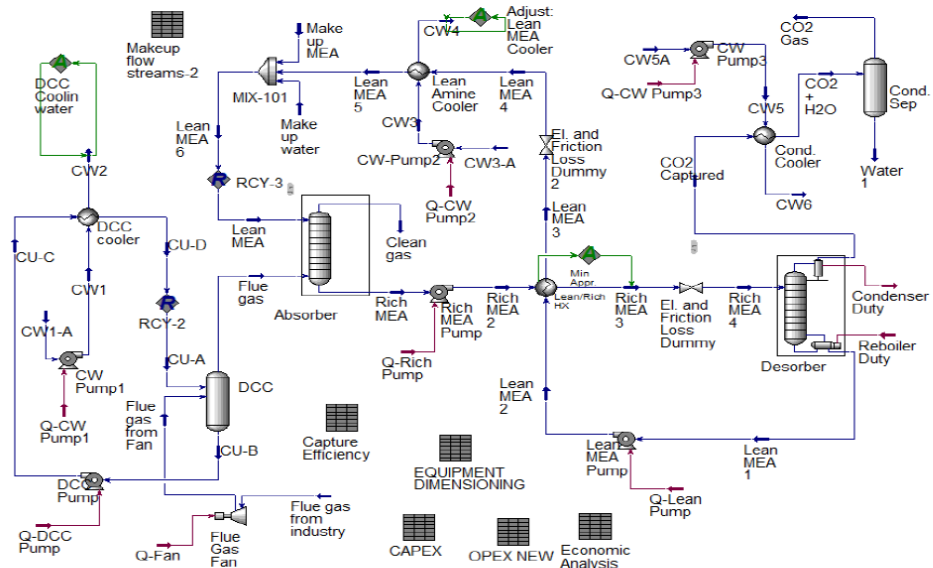 Makeup
flow
streams-2
Make
up
MEA
CW4
Adjust:
Lean
MEA
Cooler
CO2
Gas
CW5A
CW
Pump3
Q-CW Pump3
CW5
CO2
+
H2O
Cond.
Sep
A
DCC
Coolin
water
MIX-101
Lean
MEA
5
Lean
Amine
Cooler
Lean
MEA
4
Lean
MEA
6
Make
up
water
CW3
CW-Pump2
CW3-A
El. and
Friction
Loss
Dummy
2
CO2
Captured
Cond.
Cooler
Water
1
CW2
R
RCY-3
Q-CW
Pump2
CW6
DCC
cooler
Lean
MEA
Clean
gas
Lean
MEA
3
CU-C
CU-D
CW1
R
RCY-2
Flue
gas
Absorber
Rich
MEA
Rich
MEA
Pump
Rich
MEA
2
A
Min
Appr.
Lean/Rich
HX
Rich
MEA
3
El. and
Friction
Loss
Dummy
Rich
MEA
4
Condenser
Duty
Reboiler
Duty
Desorber
CW1-A
CW
Pump1
CU-A
DCC
Q-Rich
Pump
Lean
MEA
2
Q-CW
Pump1
Flue
gas
from
Fan
CU-B
Capture
Efficiency
EQUIPMENT
DIMENSIONING
Lean
MEA
Pump
Lean
MEA
1
DCC
Pump
Q-DCC
Pump
Q-Fan
Flue
Gas
Fan
Flue gas
from
industry
Q-Lean
Pump
CAPEX
OPEX NEW
Economic
Analysis
A